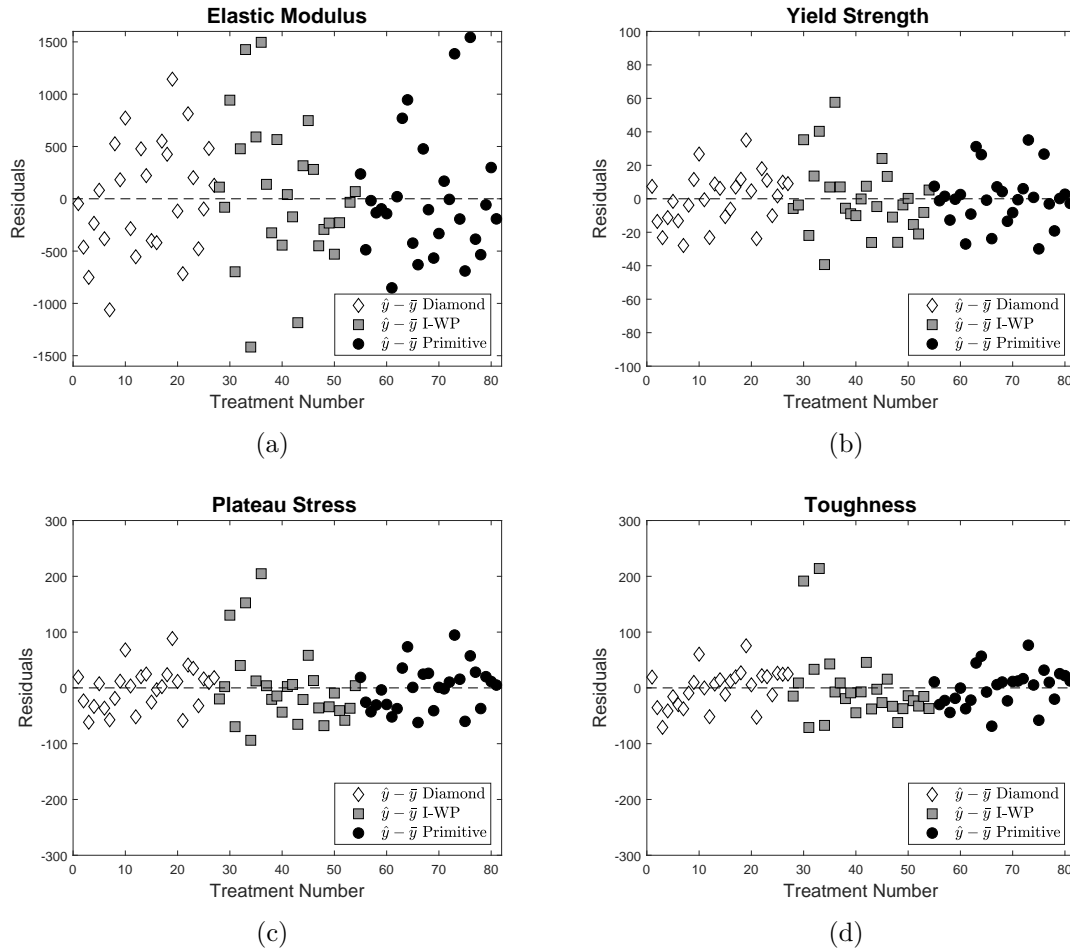 Elastic Modulus
1500
1000
500
0
-500
-1000
-1500
Residuals
0 10 20 30 40 50 60 70 80
Treatment Number
ŷ − ȳ Diamond
ŷ − ȳ I-WP
ŷ − ȳ Primitive
(a)
Yield Strength
100
80
60
40
20
0
-20
-40
-60
-80
-100
Residuals
0 10 20 30 40 50 60 70 80
Treatment Number
ŷ − ȳ Diamond
ŷ − ȳ I-WP
ŷ − ȳ Primitive
(b)
Plateau Stress
300
200
100
0
-100
-200
-300
Residuals
0 10 20 30 40 50 60 70 80
Treatment Number
ŷ − ȳ Diamond
ŷ − ȳ I-WP
ŷ − ȳ Primitive
(c)
Toughness
300
200
100
0
-100
-200
-300
Residuals
0 10 20 30 40 50 60 70 80
Treatment Number
ŷ − ȳ Diamond
ŷ − ȳ I-WP
ŷ − ȳ Primitive
(d)